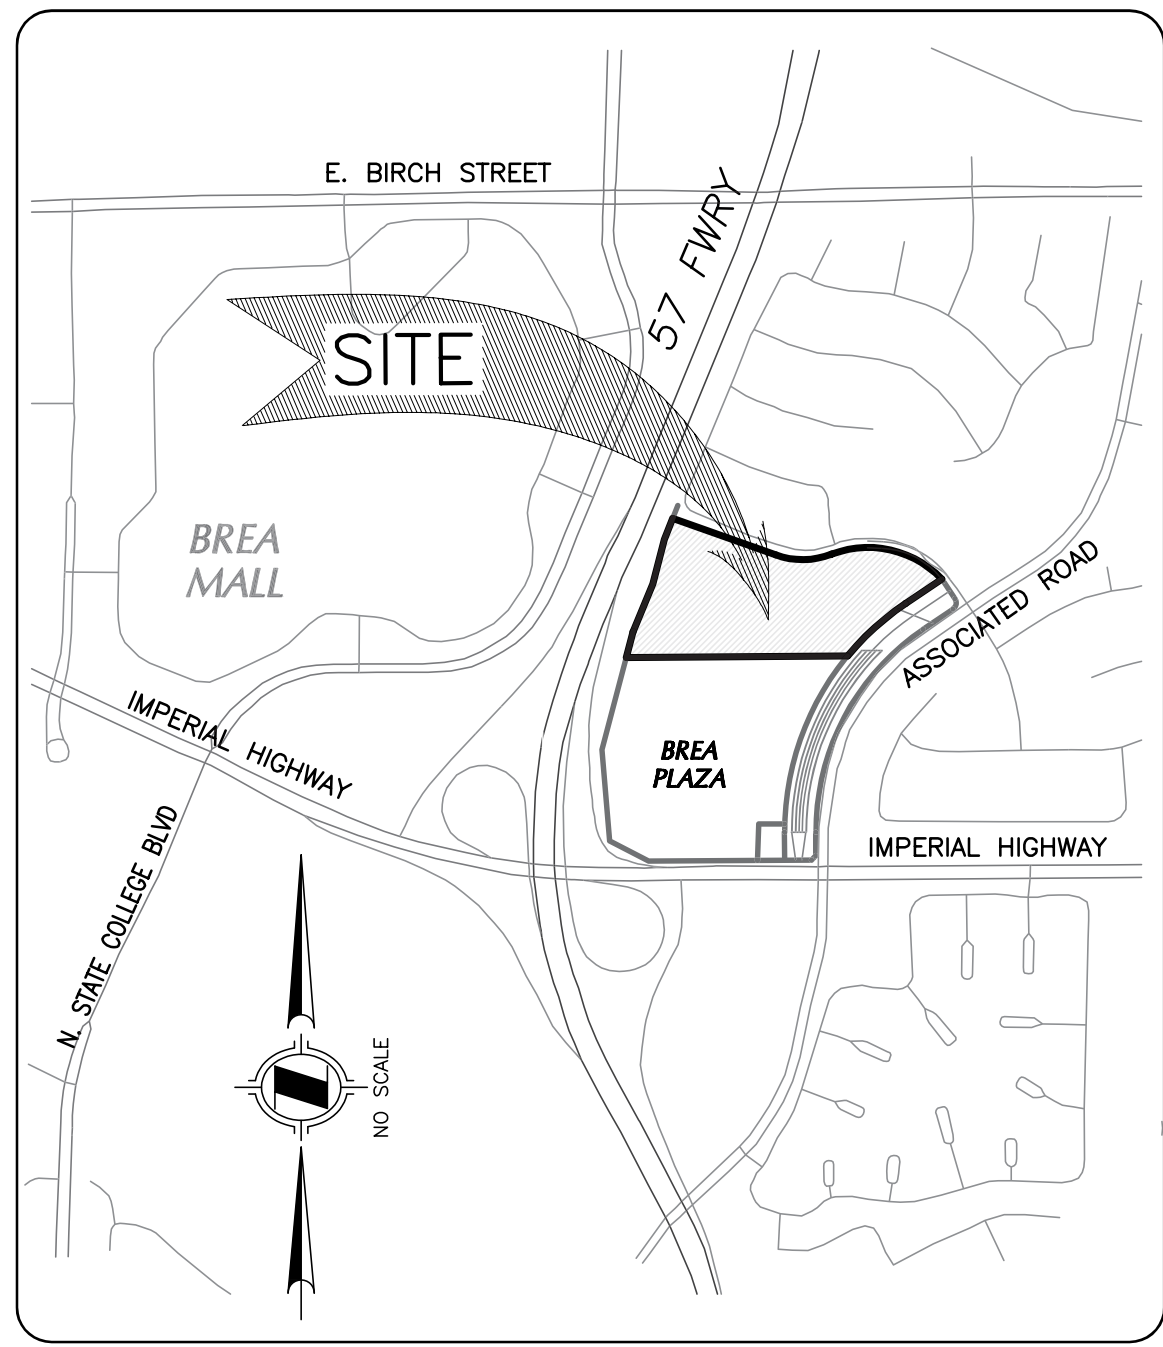 E. BIRCH STREET
57 FWRY
SITE
BREA
MALL
ASSOCIATED ROAD
IMPERIAL HIGHWAY
BREA
PLAZA
N. STATE COLLEGE BLVD
IMPERIAL HIGHWAY
NO SCALE